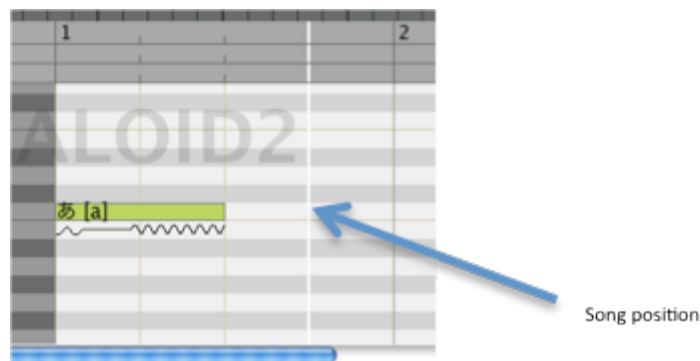 1 2
ALOID2
あ [a]
Song position